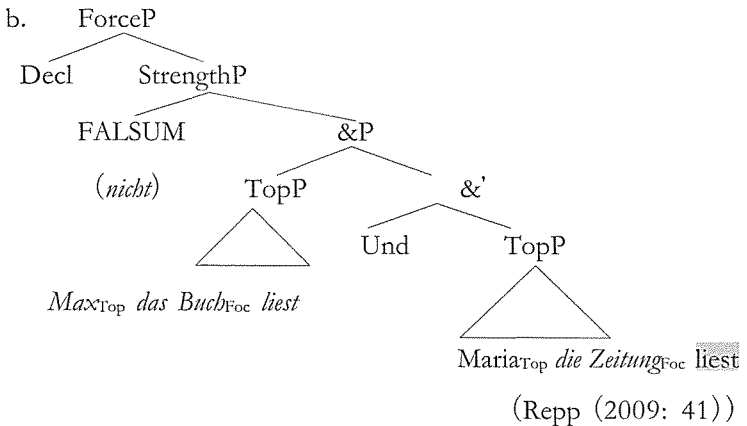 b. ForceP
Decl StrengthP
FALSUM &P
(nicht) TopP &'
Und TopP
MaxTop das BuchFoc liest
MariaTop die ZeitungFoc liest
(Repp (2009: 41))